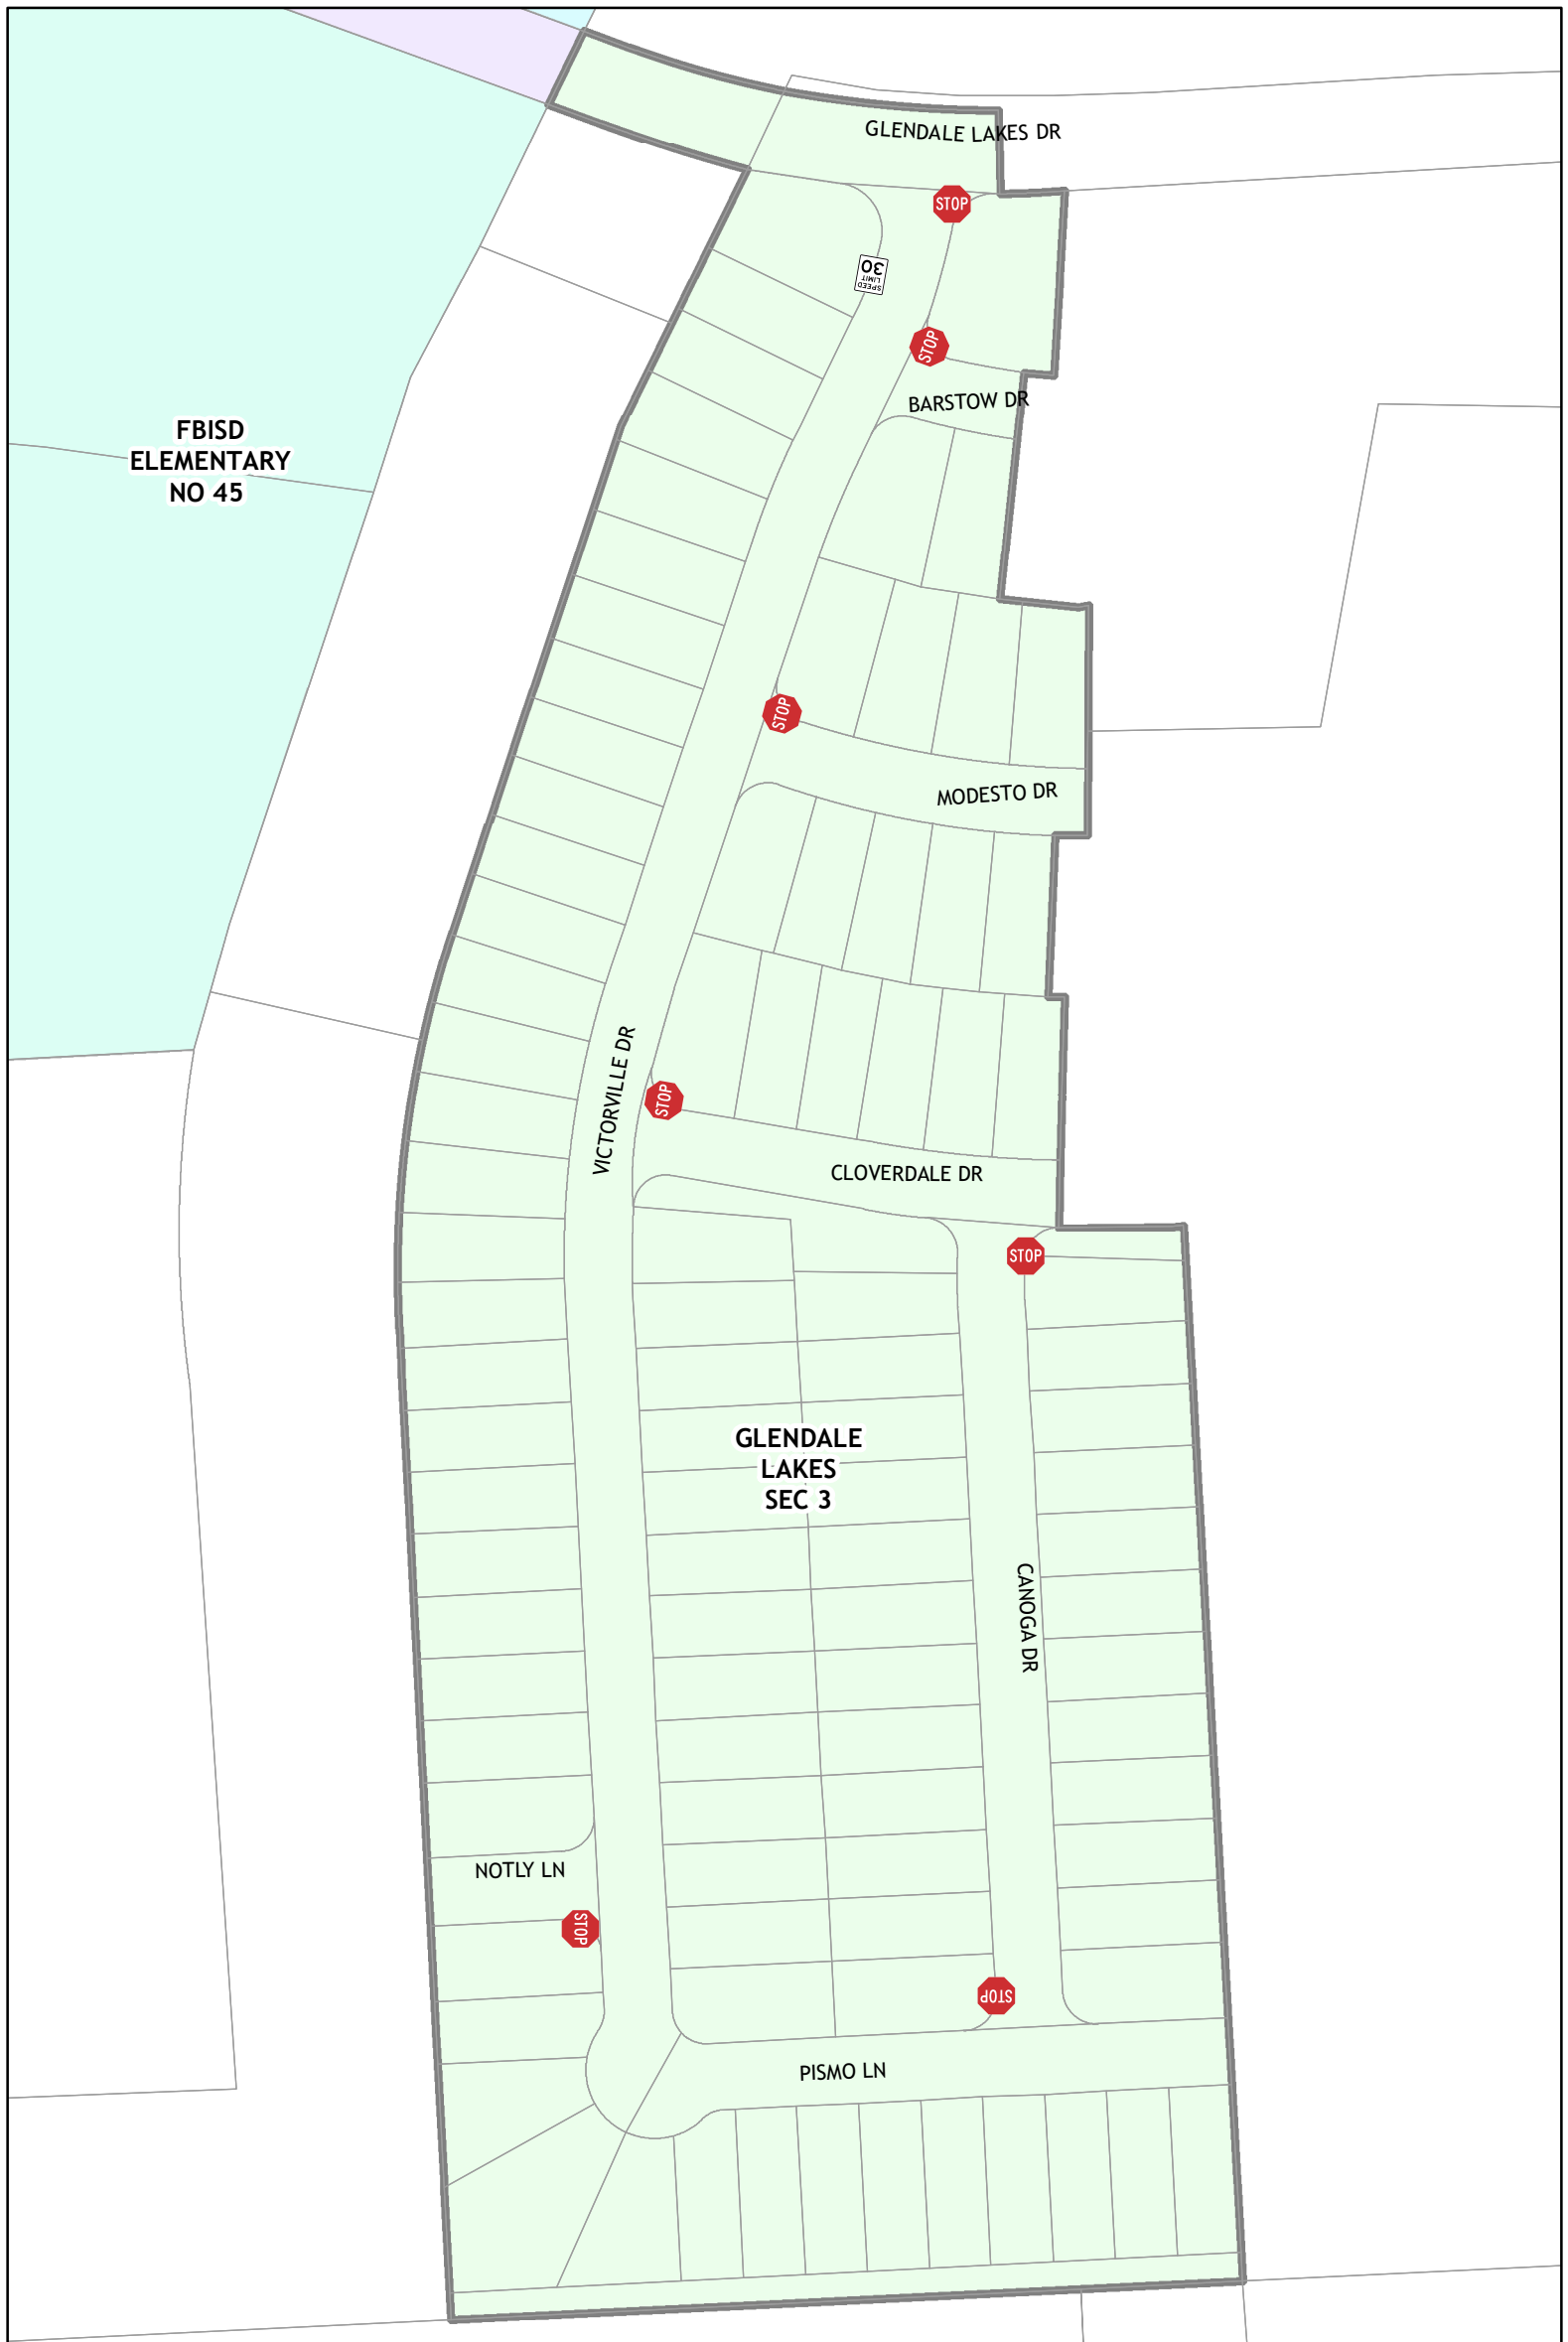 GLENDALE LAKES DR
STOP
SPEED
LIMIT
30
STOP
BARSTOW DR
FBISD
ELEMENTARY
NO 45
STOP
MODESTO DR
VICTORVILLE DR
STOP
CLOVERDALE DR
STOP
GLENDALE
LAKES
SEC 3
CANOGA DR
NOTLY LN
STOP
STOP
PISMO LN